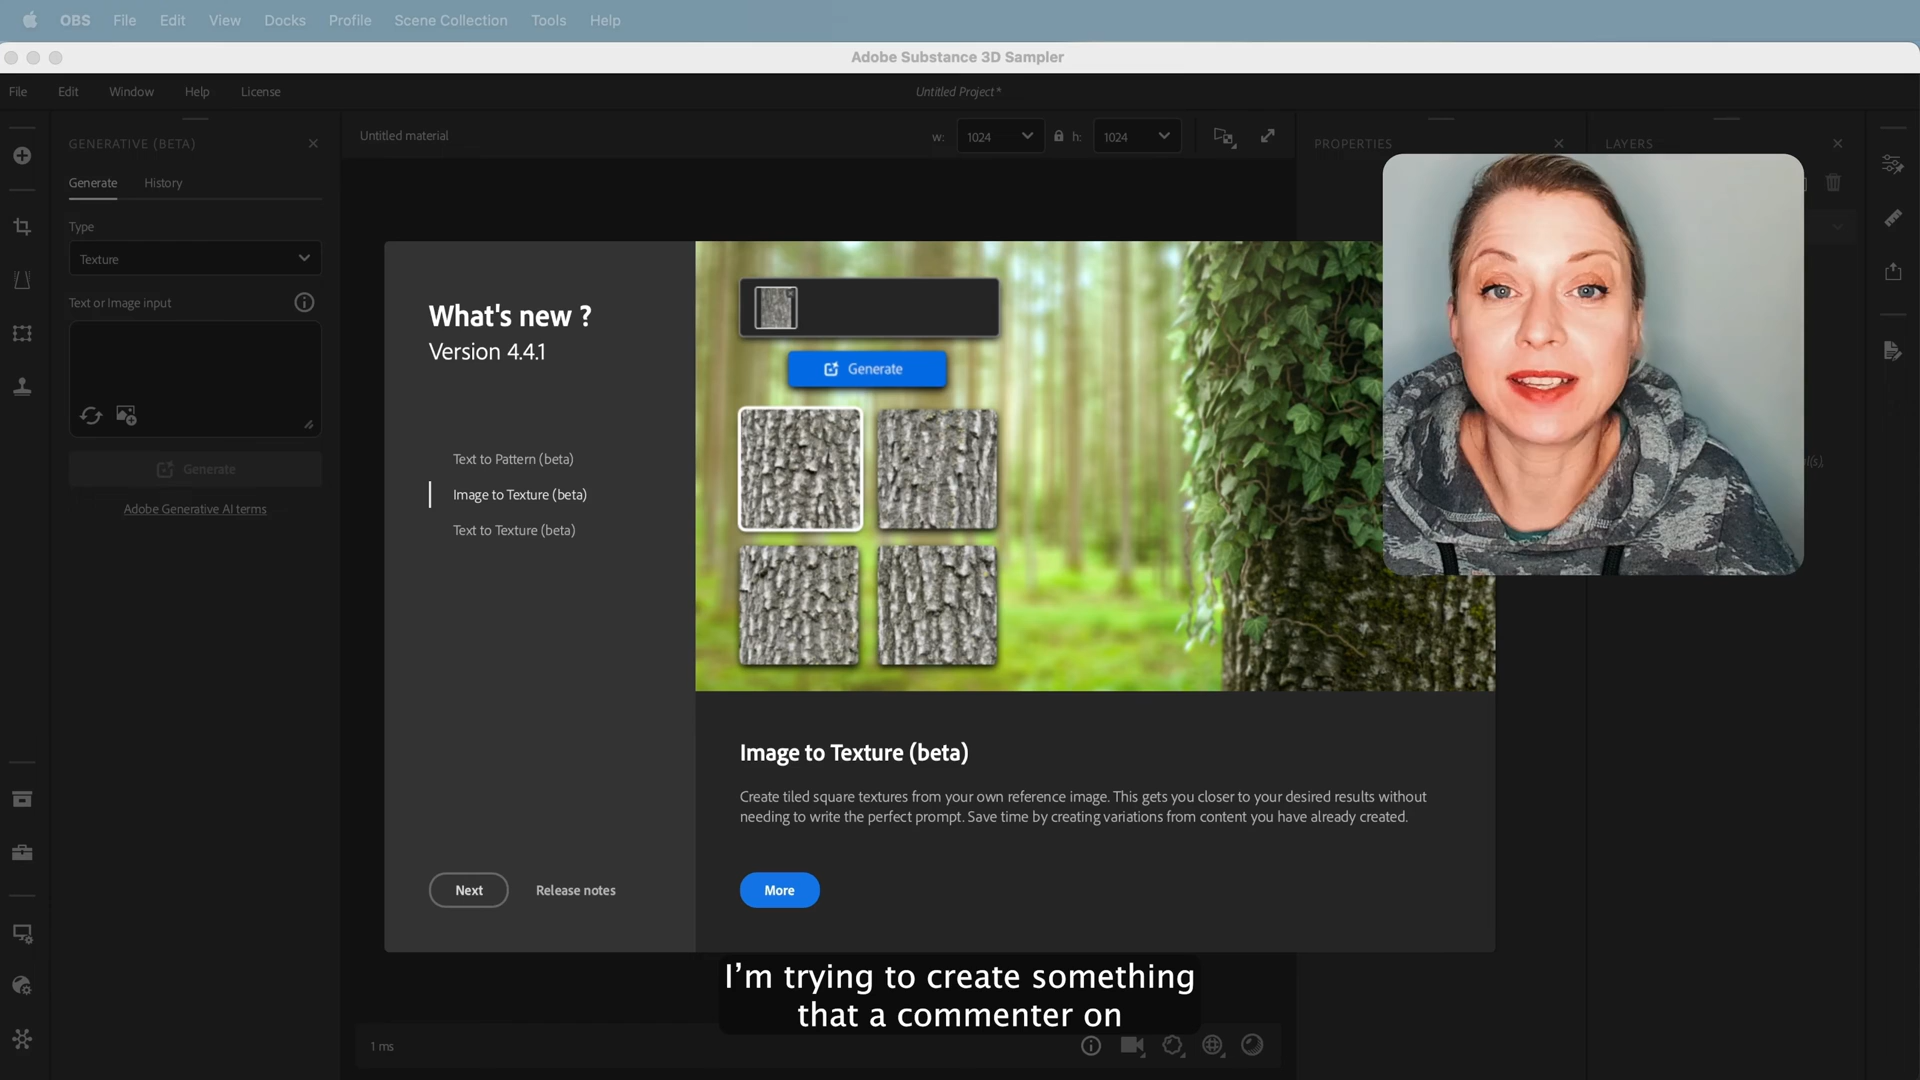 OBS File Edit View Docks Profile Scene Collection Tools Help
Adobe Substance 3D Sampler
File Edit Window Help License
Untitled Project*
GENERATIVE (BETA)
Generate History
Type
Texture
Text or Image input
Generate
Adobe Generative AI terms
Untitled material
w: 1024 h: 1024
PROPERTIES
LAYERS
What's new ?
Version 4.4.1
Text to Pattern (beta)
Image to Texture (beta)
Text to Texture (beta)
Next Release notes
Generate
Image to Texture (beta)
Create tiled square textures from your own reference image. This gets you closer to your desired results without
needing to write the perfect prompt. Save time by creating variations from content you have already created.
More
I'm trying to create something
that a commenter on
1 ms